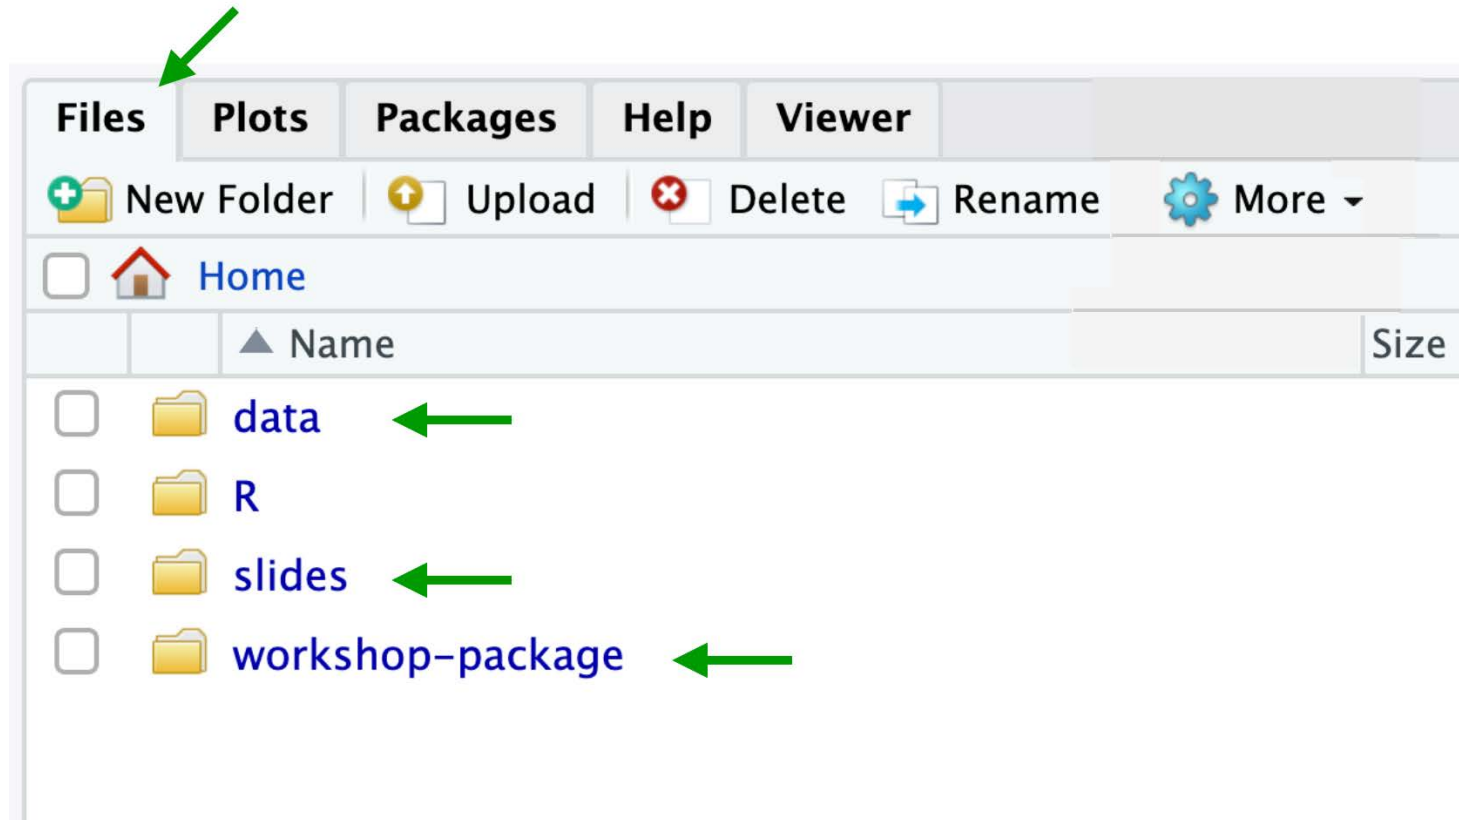 Files Plots Packages Help Viewer
New Folder Upload Delete Rename More
Home
Name Size
data
R
slides
workshop-package